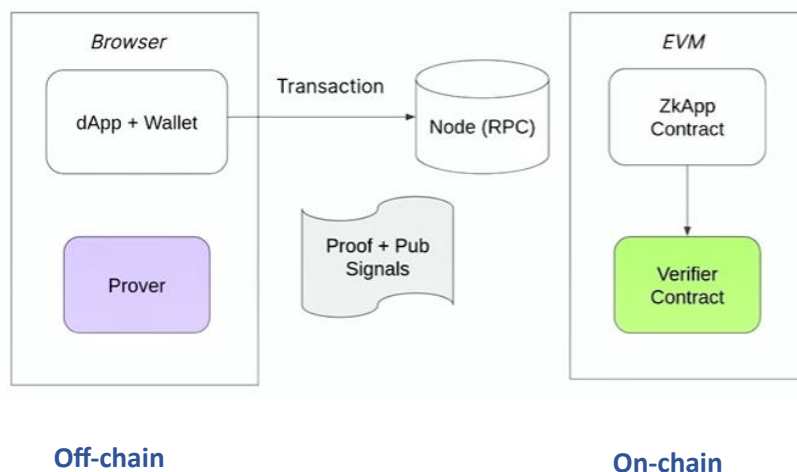 Browser
EVM
dApp + Wallet
Transaction
Node (RPC)
ZkApp
Contract
Prover
Proof + Pub
Signals
Verifier
Contract
Off-chain
On-chain